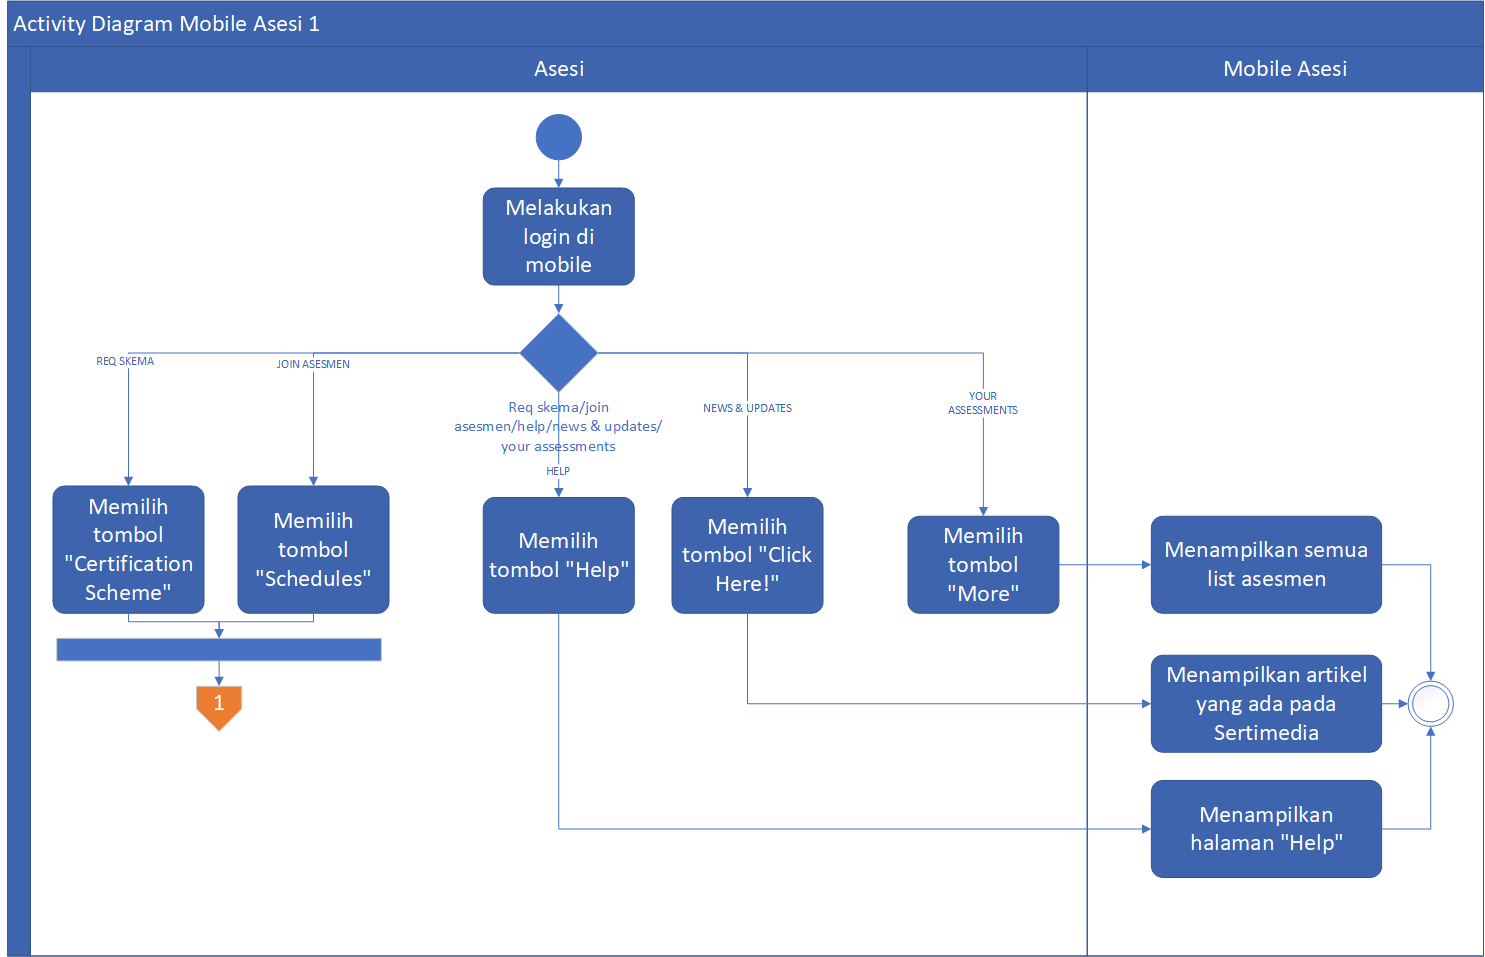 Activity Diagram Mobile Asesi 1
Asesi
Mobile Asesi
Melakukan
login di
mobile
REQ SKEMA
JOIN ASESMEN
Req skema/join
asesmen/help/news & updates/
your assessments
HELP
NEWS & UPDATES
YOUR
ASSESSMENTS
Memilih
tombol
"Certification
Scheme"
Memilih
tombol
"Schedules"
Memilih
tombol "Help"
Memilih
tombol "Click
Here!"
Memilih
tombol
"More"
Menampilkan semua
list asesmen
1
Menampilkan artikel
yang ada pada
Sertimedia
Menampilkan
halaman "Help"